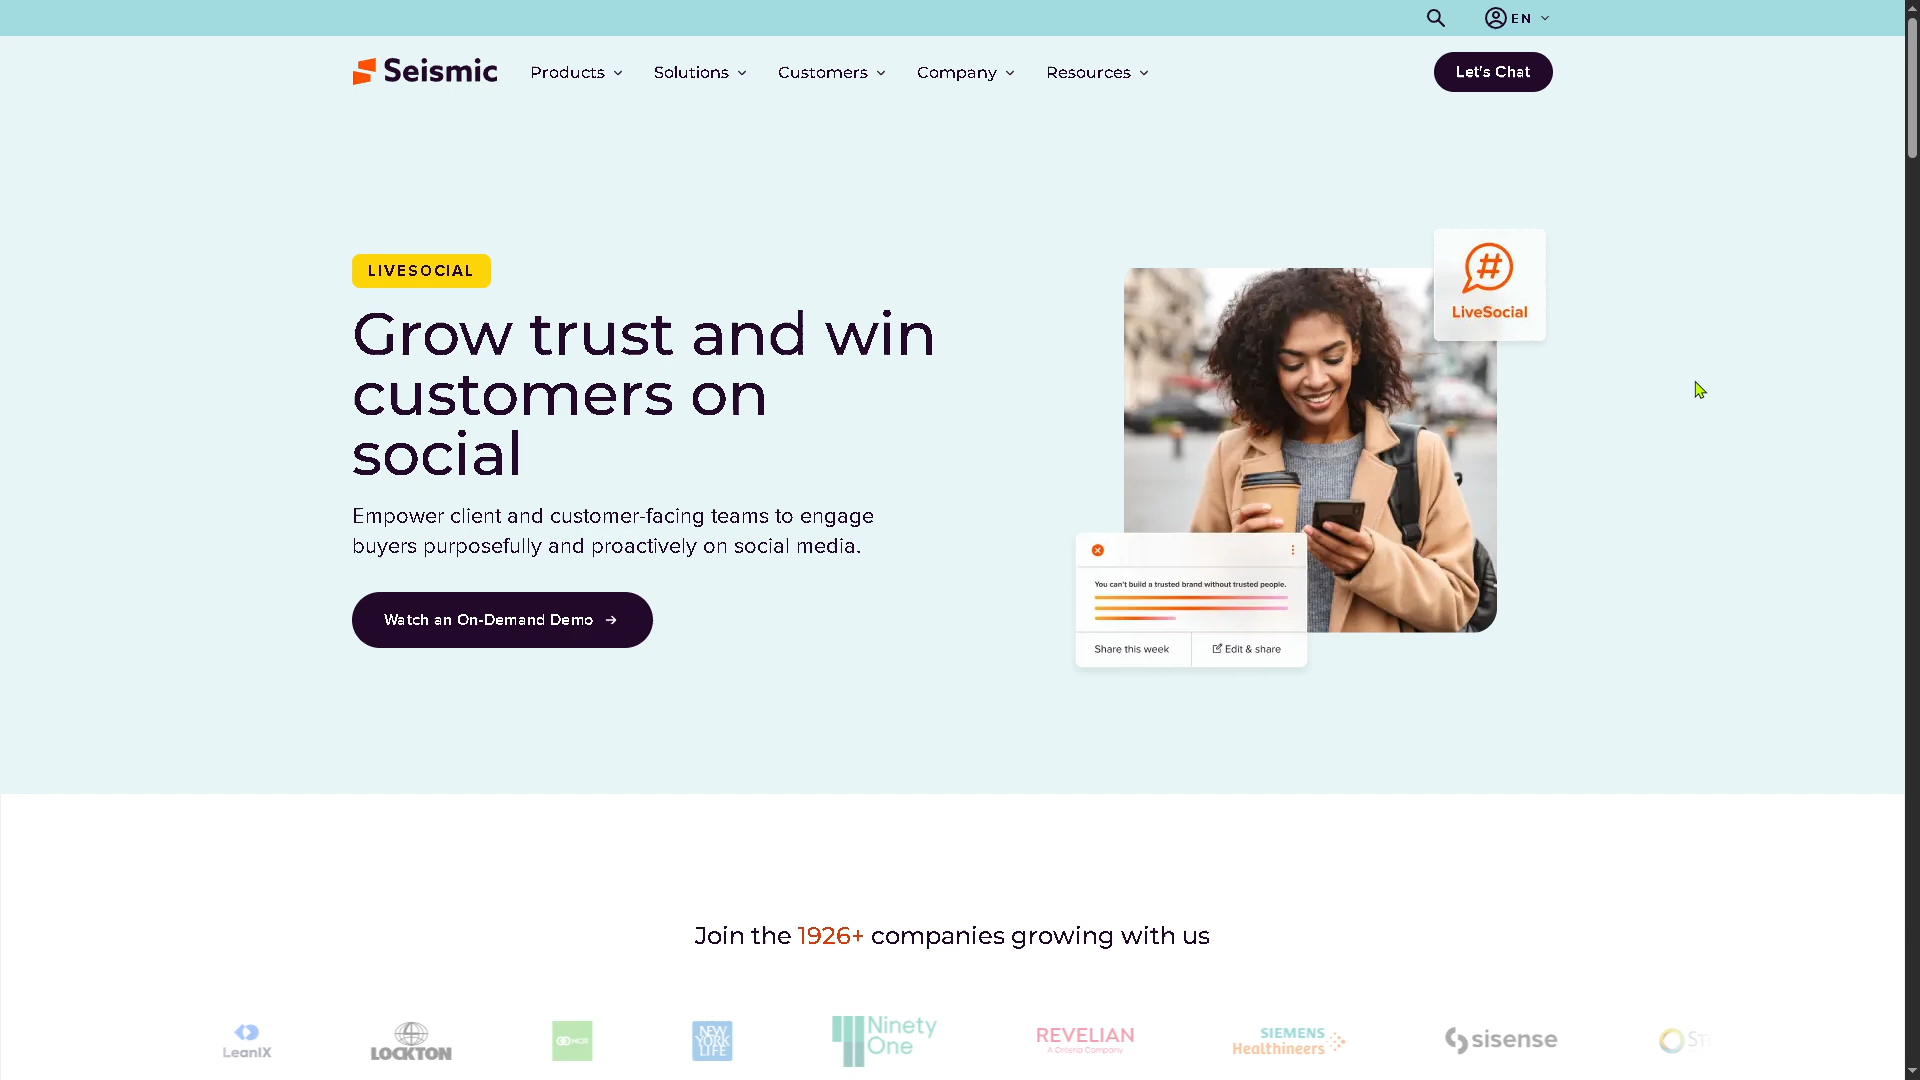 EN
Seismic
Products
Solutions
Customers
Company
Resources
Let's Chat
LIVESOCIAL
Grow trust and win
customers on
social
Empower client and customer-facing teams to engage
buyers purposefully and proactively on social media.
Watch an On-Demand Demo
#
LiveSocial
You can't build a trusted brand without trusted people.
Share this week
Edit & share
Join the 1926+ companies growing with us
LeanIX
LOCKTON
NCR
NEW
YORK
LIFE
Ninety
One
REVELIAN
A Criteria Company
SIEMENS
Healthineers
sisense